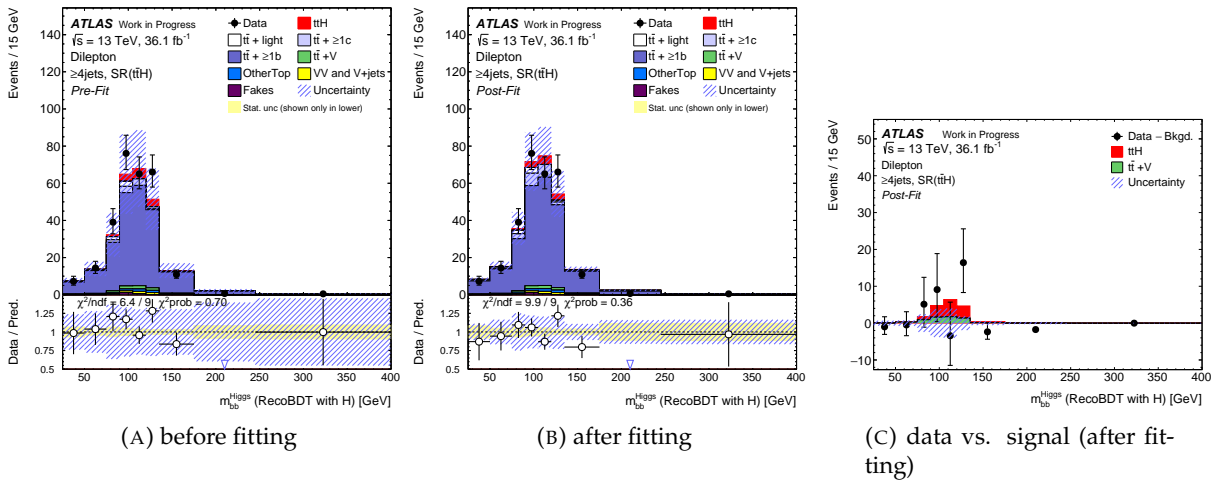 ATLAS Work in Progress
√s = 13 TeV, 36.1 fb⁻¹
Dilepton
≥4jets, SR(tt̄H)
Pre-Fit
Data
ttH
tt̄ + light
tt̄ + ≥1c
tt̄ + ≥1b
tt̄ +V
OtherTop
VV and V+jets
Fakes
Uncertainty
Stat. unc (shown only in lower)
Events / 15 GeV
140
120
100
80
60
40
20
0
χ²/ndf = 6.4 / 9 χ²prob = 0.70
Data / Pred.
1.25
1
0.75
0.5
50 100 150 200 250 300 350 400
m_bb^Higgs (RecoBDT with H) [GeV]
(A) before fitting
ATLAS Work in Progress
√s = 13 TeV, 36.1 fb⁻¹
Dilepton
≥4jets, SR(tt̄H)
Post-Fit
Data
ttH
tt̄ + light
tt̄ + ≥1c
tt̄ + ≥1b
tt̄ +V
OtherTop
VV and V+jets
Fakes
Uncertainty
Stat. unc (shown only in lower)
Events / 15 GeV
140
120
100
80
60
40
20
0
χ²/ndf = 9.9 / 9 χ²prob = 0.36
Data / Pred.
1.25
1
0.75
0.5
50 100 150 200 250 300 350 400
m_bb^Higgs (RecoBDT with H) [GeV]
(B) after fitting
ATLAS Work in Progress
√s = 13 TeV, 36.1 fb⁻¹
Dilepton
≥4jets, SR(tt̄H)
Post-Fit
Data − Bkgd.
ttH
tt̄ +V
Uncertainty
Events / 15 GeV
50
40
30
20
10
0
−10
50 100 150 200 250 300 350 400
m_bb^Higgs (RecoBDT with H) [GeV]
(C) data vs. signal (after fit-
ting)